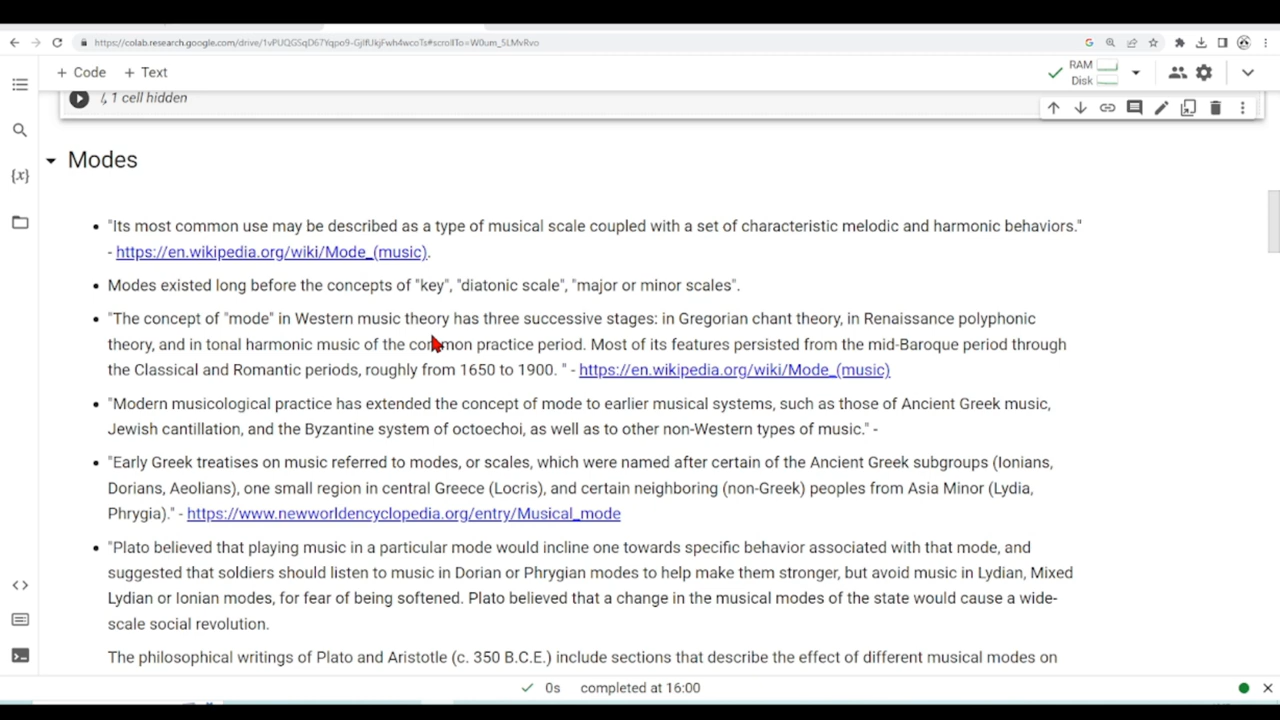 https://colab.research.google.com/drive/1vPUQGSqD67Yqpo9-GjIfUkjFwh4wcoTs#scrollTo=W0um_5LMvRvo
+ Code + Text
RAM
Disk
1 cell hidden
Modes
"Its most common use may be described as a type of musical scale coupled with a set of characteristic melodic and harmonic behaviors."
- https://en.wikipedia.org/wiki/Mode_(music).
Modes existed long before the concepts of "key", "diatonic scale", "major or minor scales".
"The concept of "mode" in Western music theory has three successive stages: in Gregorian chant theory, in Renaissance polyphonic
theory, and in tonal harmonic music of the common practice period. Most of its features persisted from the mid-Baroque period through
the Classical and Romantic periods, roughly from 1650 to 1900. " - https://en.wikipedia.org/wiki/Mode_(music)
"Modern musicological practice has extended the concept of mode to earlier musical systems, such as those of Ancient Greek music,
Jewish cantillation, and the Byzantine system of octoechoi, as well as to other non-Western types of music." -
"Early Greek treatises on music referred to modes, or scales, which were named after certain of the Ancient Greek subgroups (Ionians,
Dorians, Aeolians), one small region in central Greece (Locris), and certain neighboring (non-Greek) peoples from Asia Minor (Lydia,
Phrygia)." - https://www.newworldencyclopedia.org/entry/Musical_mode
"Plato believed that playing music in a particular mode would incline one towards specific behavior associated with that mode, and
suggested that soldiers should listen to music in Dorian or Phrygian modes to help make them stronger, but avoid music in Lydian, Mixed
Lydian or Ionian modes, for fear of being softened. Plato believed that a change in the musical modes of the state would cause a wide-
scale social revolution.
The philosophical writings of Plato and Aristotle (c. 350 B.C.E.) include sections that describe the effect of different musical modes on
0s completed at 16:00